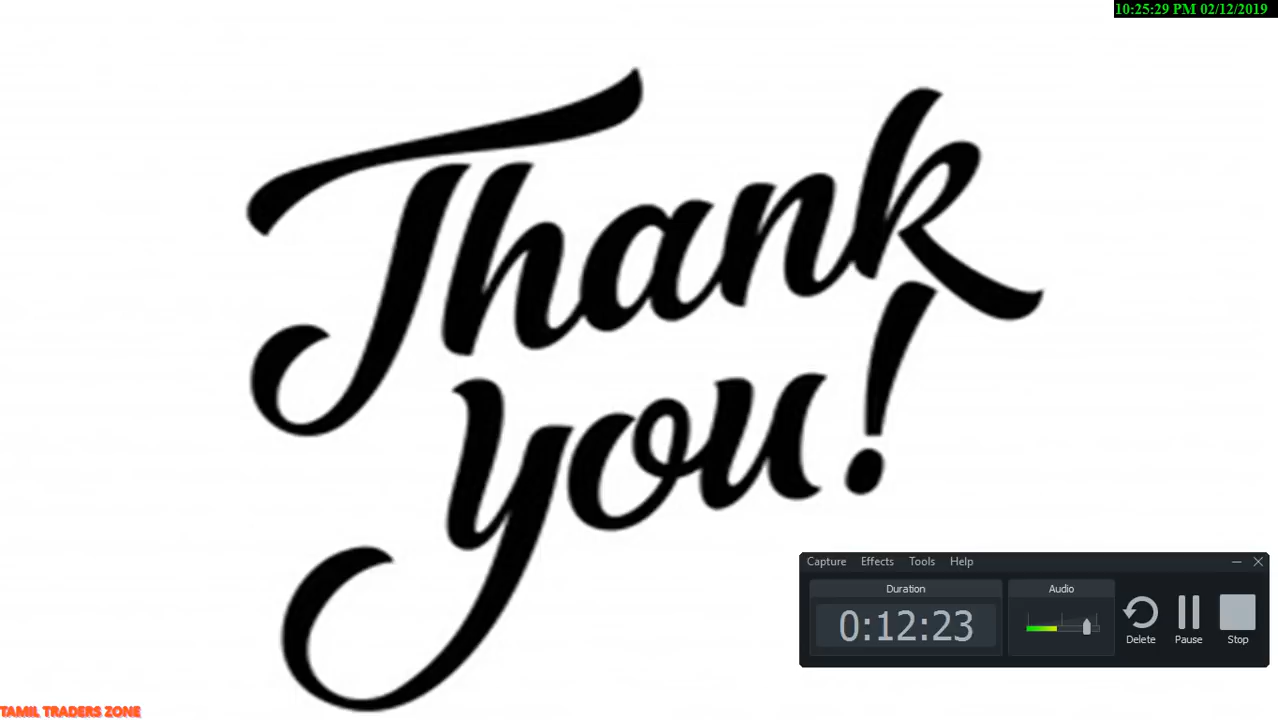 10:25:29 PM 02/12/2019
Thank
you!
Capture Effects Tools Help
Duration Audio
0:12:23
Delete Pause Stop
TAMIL TRADERS ZONE